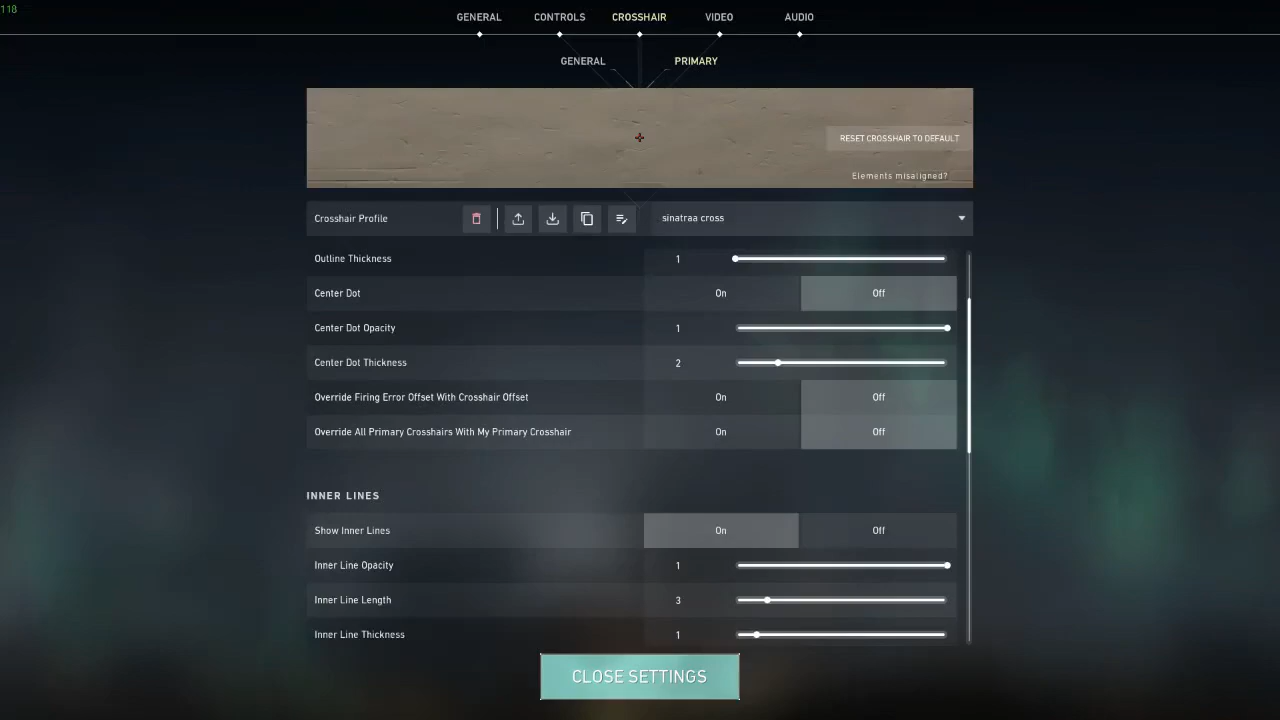 118
GENERAL CONTROLS CROSSHAIR VIDEO AUDIO
GENERAL PRIMARY
RESET CROSSHAIR TO DEFAULT
Elements misaligned?
Crosshair Profile sinatraa cross
Outline Thickness 1
Center Dot On Off
Center Dot Opacity 1
Center Dot Thickness 2
Override Firing Error Offset With Crosshair Offset On Off
Override All Primary Crosshairs With My Primary Crosshair On Off
INNER LINES
Show Inner Lines On Off
Inner Line Opacity 1
Inner Line Length 3
Inner Line Thickness 1
CLOSE SETTINGS